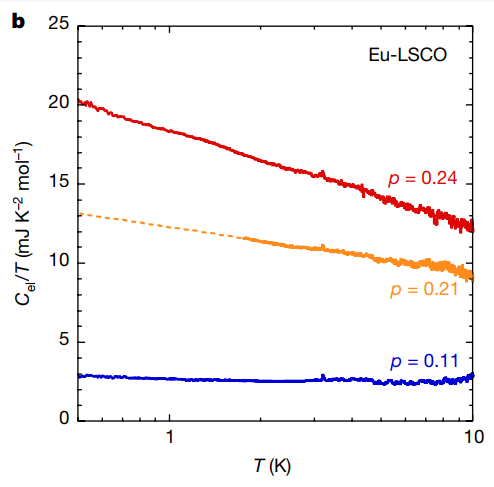 b
25
20
15
10
5
0
C_el/T (mJ K⁻² mol⁻¹)
Eu-LSCO
p = 0.24
p = 0.21
p = 0.11
1
10
T (K)